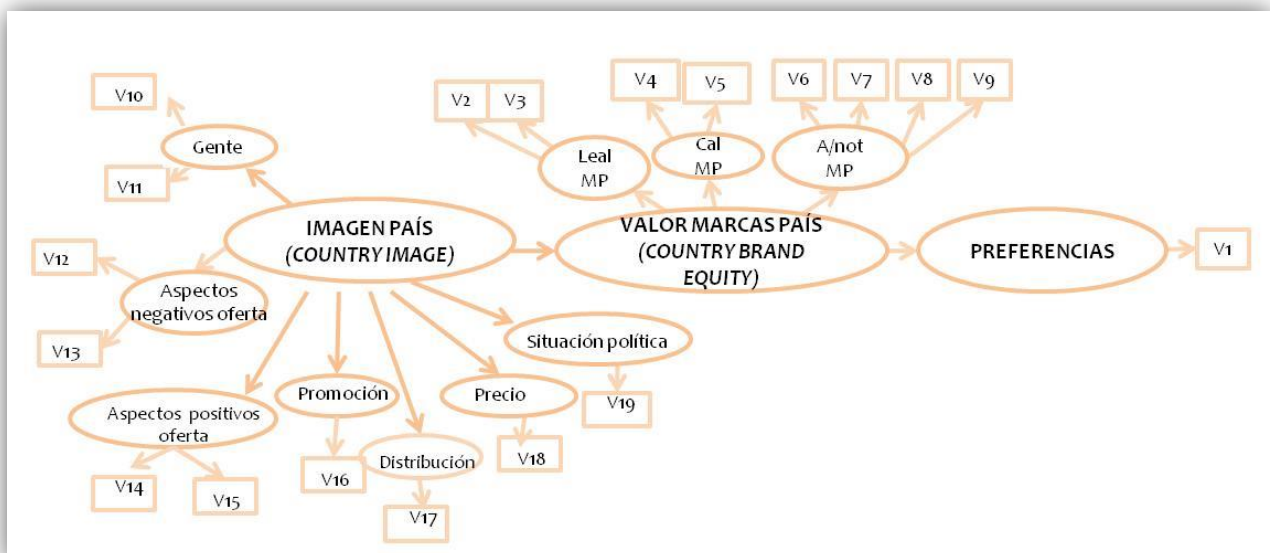 V10
Gente
V11
V2
V3
V4
V5
V6
V7
V8
V9
Leal
MP
Cal
MP
A/not
MP
IMAGEN PAÍS
(COUNTRY IMAGE)
VALOR MARCAS PAÍS
(COUNTRY BRAND
EQUITY)
PREFERENCIAS
V1
V12
Aspectos
negativos oferta
V13
Situación política
V19
Aspectos positivos
oferta
V14
V15
Promoción
V16
Distribución
V17
Precio
V18